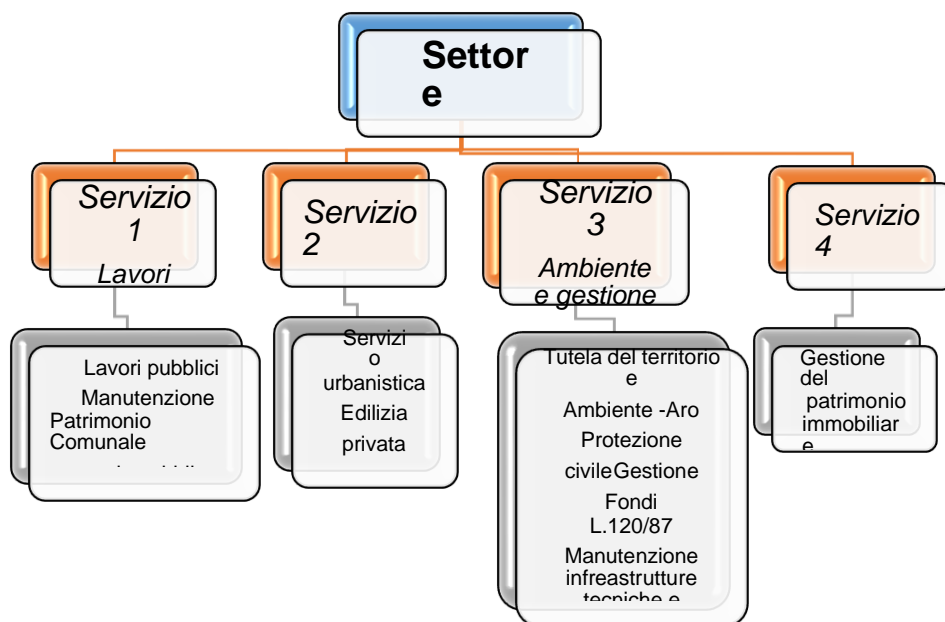 Settor
e
Servizio
1
Lavori
Servizio
2
Servizio
3
Ambiente
e gestione
Servizio
4
Lavori pubblici
Manutenzione
Patrimonio
Comunale
Servizi
o
urbanistica
Edilizia
privata
Tutela del territorio
e
Ambiente -Aro
Protezione
civileGestione
Fondi
L.120/87
Manutenzione
infreastrutture
tecniche e
Gestione
del
patrimonio
immobiliar
e